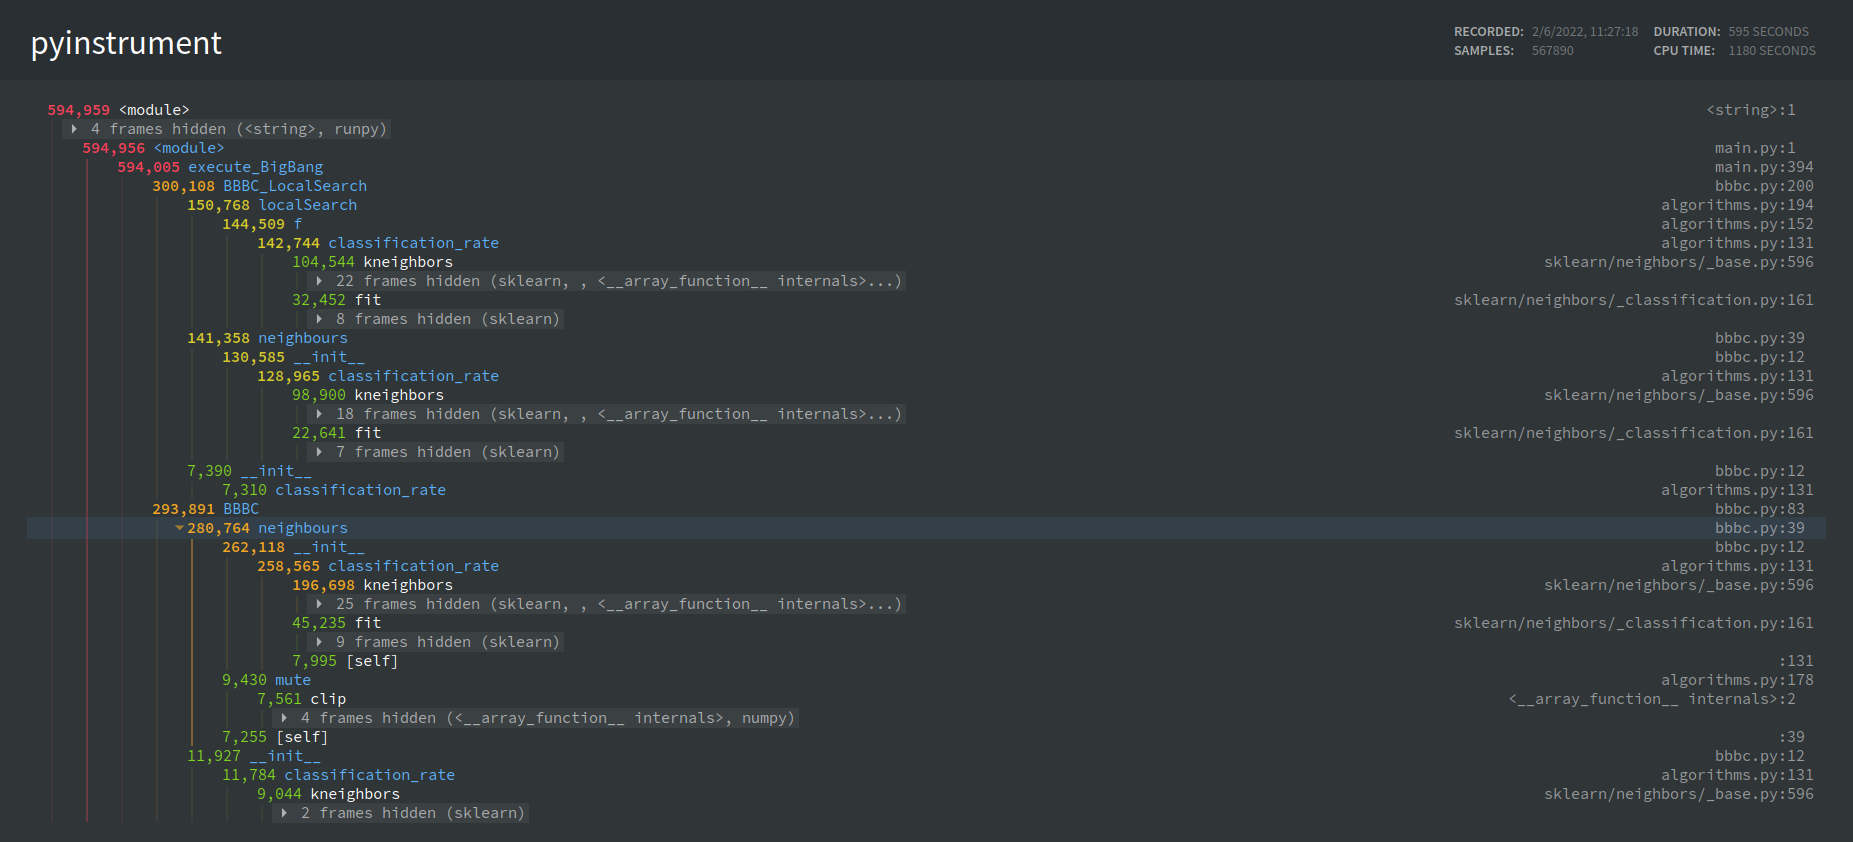 pyinstrument
RECORDED: 2/6/2022, 11:27:18 DURATION: 595 SECONDS
SAMPLES: 567890 CPU TIME: 1180 SECONDS
594,959 <module> <string>:1
4 frames hidden (<string>, runpy)
594,956 <module> main.py:1
594,005 execute_BigBang main.py:394
300,108 BBBC_LocalSearch bbbc.py:200
150,768 localSearch algorithms.py:194
144,509 f algorithms.py:152
142,744 classification_rate algorithms.py:131
104,544 kneighbors sklearn/neighbors/_base.py:596
22 frames hidden (sklearn, , <__array_function__ internals>...)
32,452 fit sklearn/neighbors/_classification.py:161
8 frames hidden (sklearn)
141,358 neighbours bbbc.py:39
130,585 __init__ bbbc.py:12
128,965 classification_rate algorithms.py:131
98,900 kneighbors sklearn/neighbors/_base.py:596
18 frames hidden (sklearn, , <__array_function__ internals>...)
22,641 fit sklearn/neighbors/_classification.py:161
7 frames hidden (sklearn)
7,390 __init__ bbbc.py:12
7,310 classification_rate algorithms.py:131
293,891 BBBC bbbc.py:83
280,764 neighbours bbbc.py:39
262,118 __init__ bbbc.py:12
258,565 classification_rate algorithms.py:131
196,698 kneighbors sklearn/neighbors/_base.py:596
25 frames hidden (sklearn, , <__array_function__ internals>...)
45,235 fit sklearn/neighbors/_classification.py:161
9 frames hidden (sklearn)
7,995 [self] :131
9,430 mute algorithms.py:178
7,561 clip <__array_function__ internals>:2
4 frames hidden (<__array_function__ internals>, numpy)
7,255 [self] :39
11,927 __init__ bbbc.py:12
11,784 classification_rate algorithms.py:131
9,044 kneighbors sklearn/neighbors/_base.py:596
2 frames hidden (sklearn)